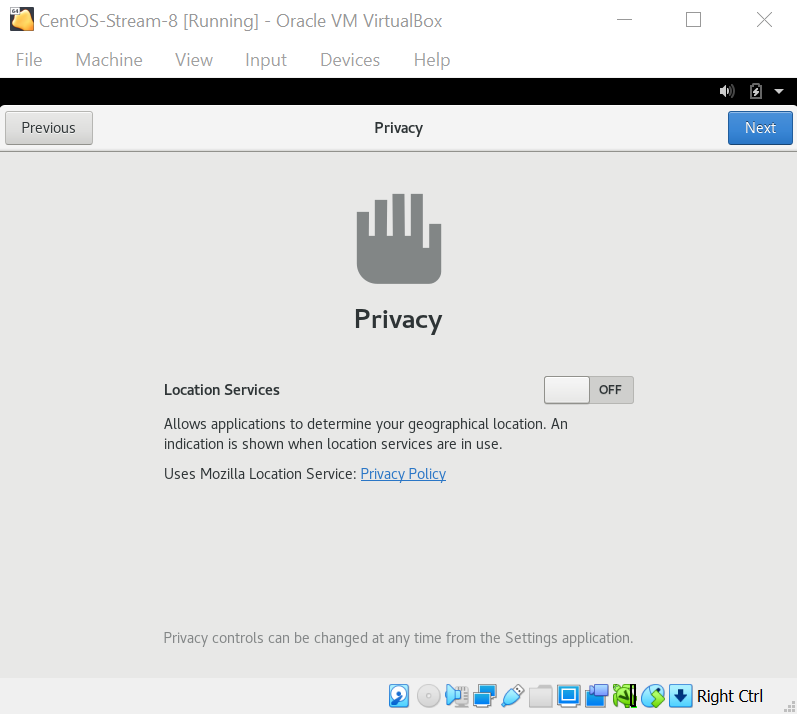 CentOS-Stream-8 [Running] - Oracle VM VirtualBox
File Machine View Input Devices Help
Previous Privacy Next
Privacy
Location Services OFF
Allows applications to determine your geographical location. An
indication is shown when location services are in use.
Uses Mozilla Location Service: Privacy Policy
Privacy controls can be changed at any time from the Settings application.
Right Ctrl